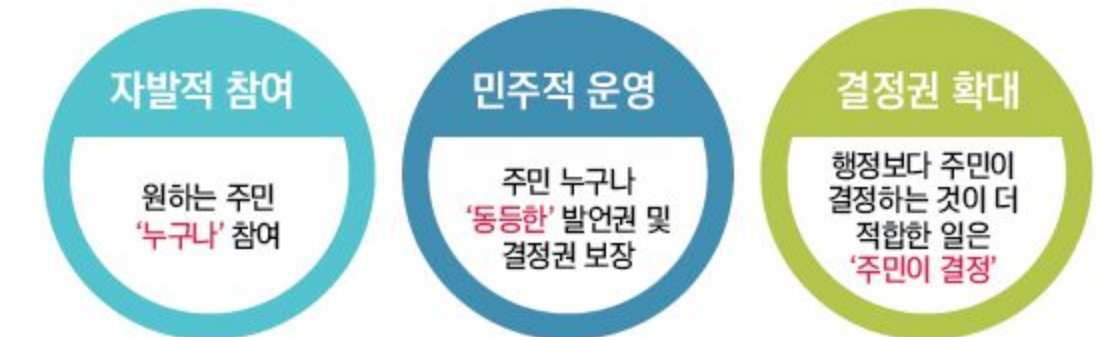 자발적 참여
원하는 주민
‘누구나’ 참여
민주적 운영
주민 누구나
‘동등한’ 발언권 및
결정권 보장
결정권 확대
행정보다 주민이
결정하는 것이 더
적합한 일은
‘주민이 결정’